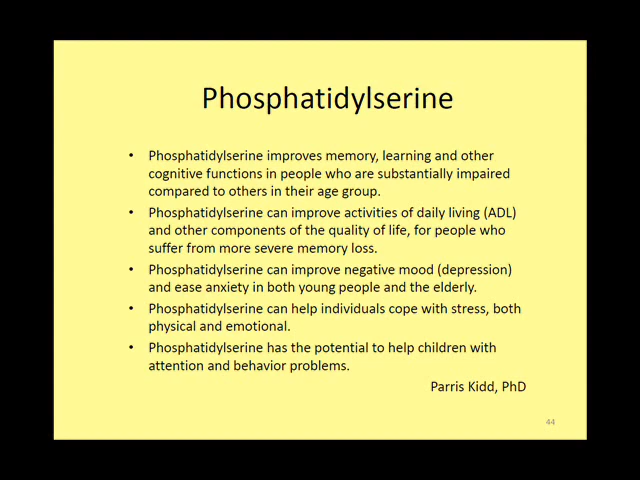 Phosphatidylserine
• Phosphatidylserine improves memory, learning and other
cognitive functions in people who are substantially impaired
compared to others in their age group.
• Phosphatidylserine can improve activities of daily living (ADL)
and other components of the quality of life, for people who
suffer from more severe memory loss.
• Phosphatidylserine can improve negative mood (depression)
and ease anxiety in both young people and the elderly.
• Phosphatidylserine can help individuals cope with stress, both
physical and emotional.
• Phosphatidylserine has the potential to help children with
attention and behavior problems.
Parris Kidd, PhD
44